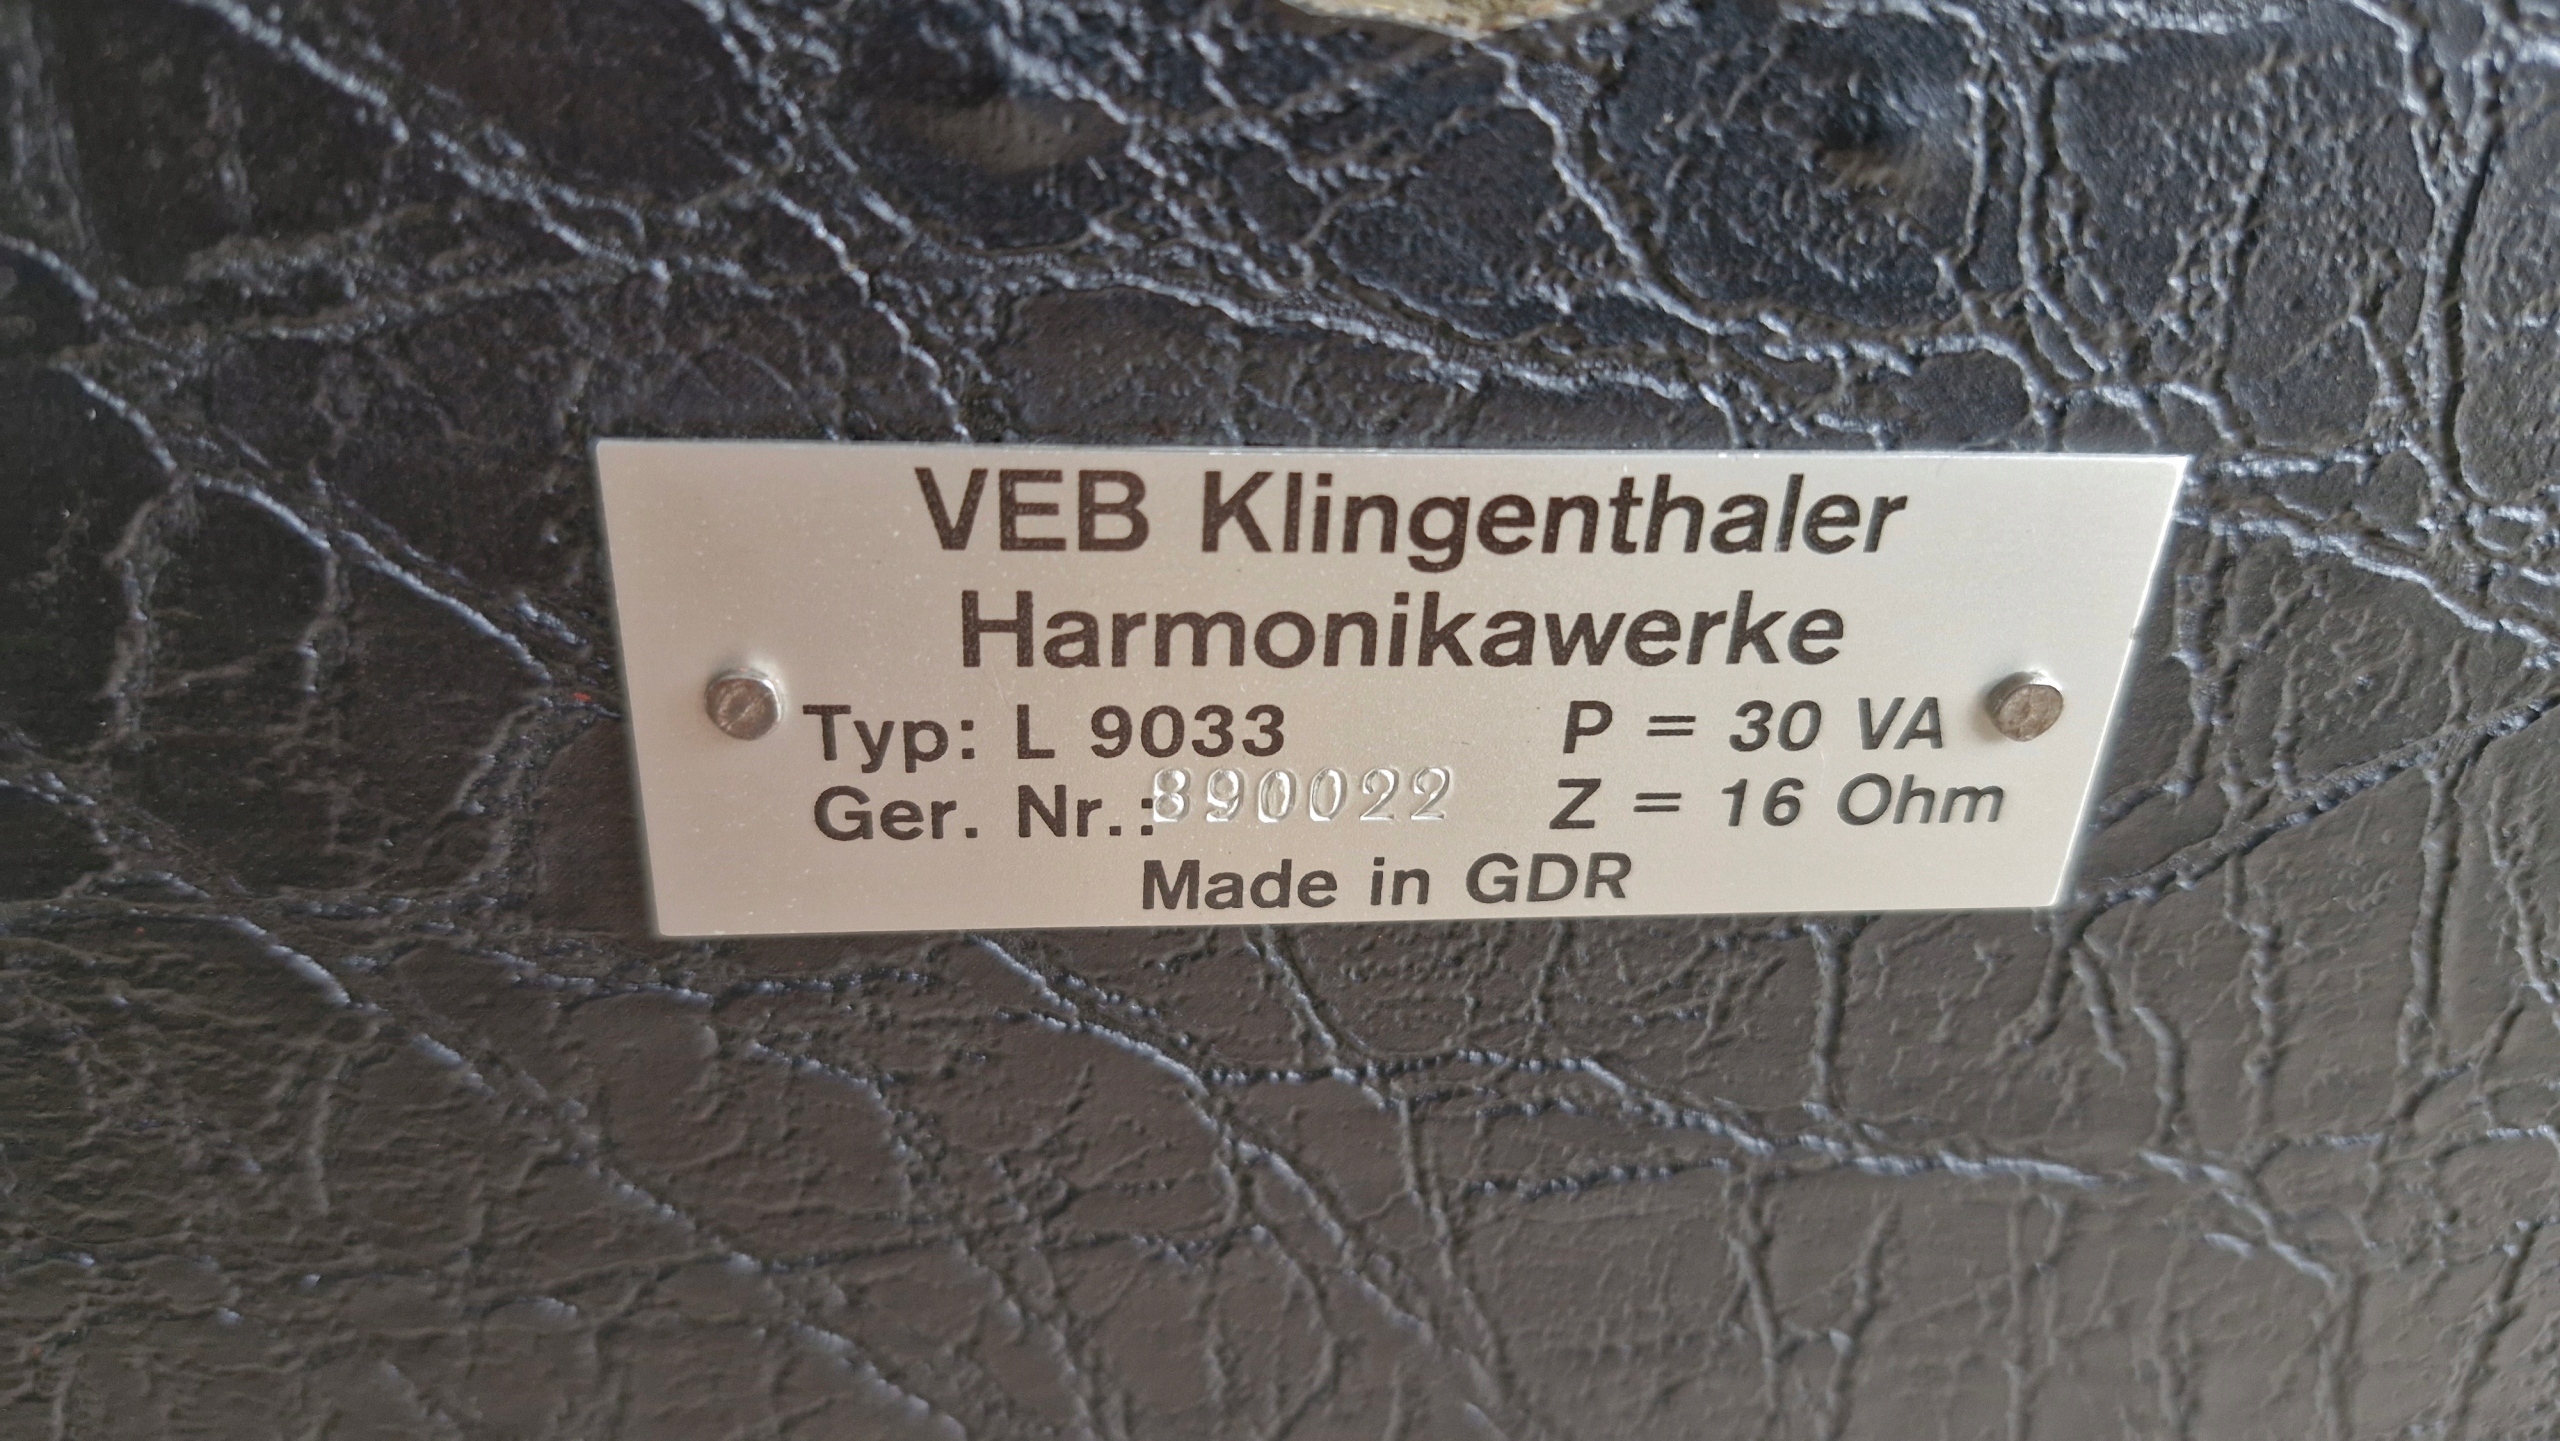 VEB Klingenthaler
Harmonikawerke
Typ: L 9033 P = 30 VA
Ger. Nr.: 890022 Z = 16 Ohm
Made in GDR